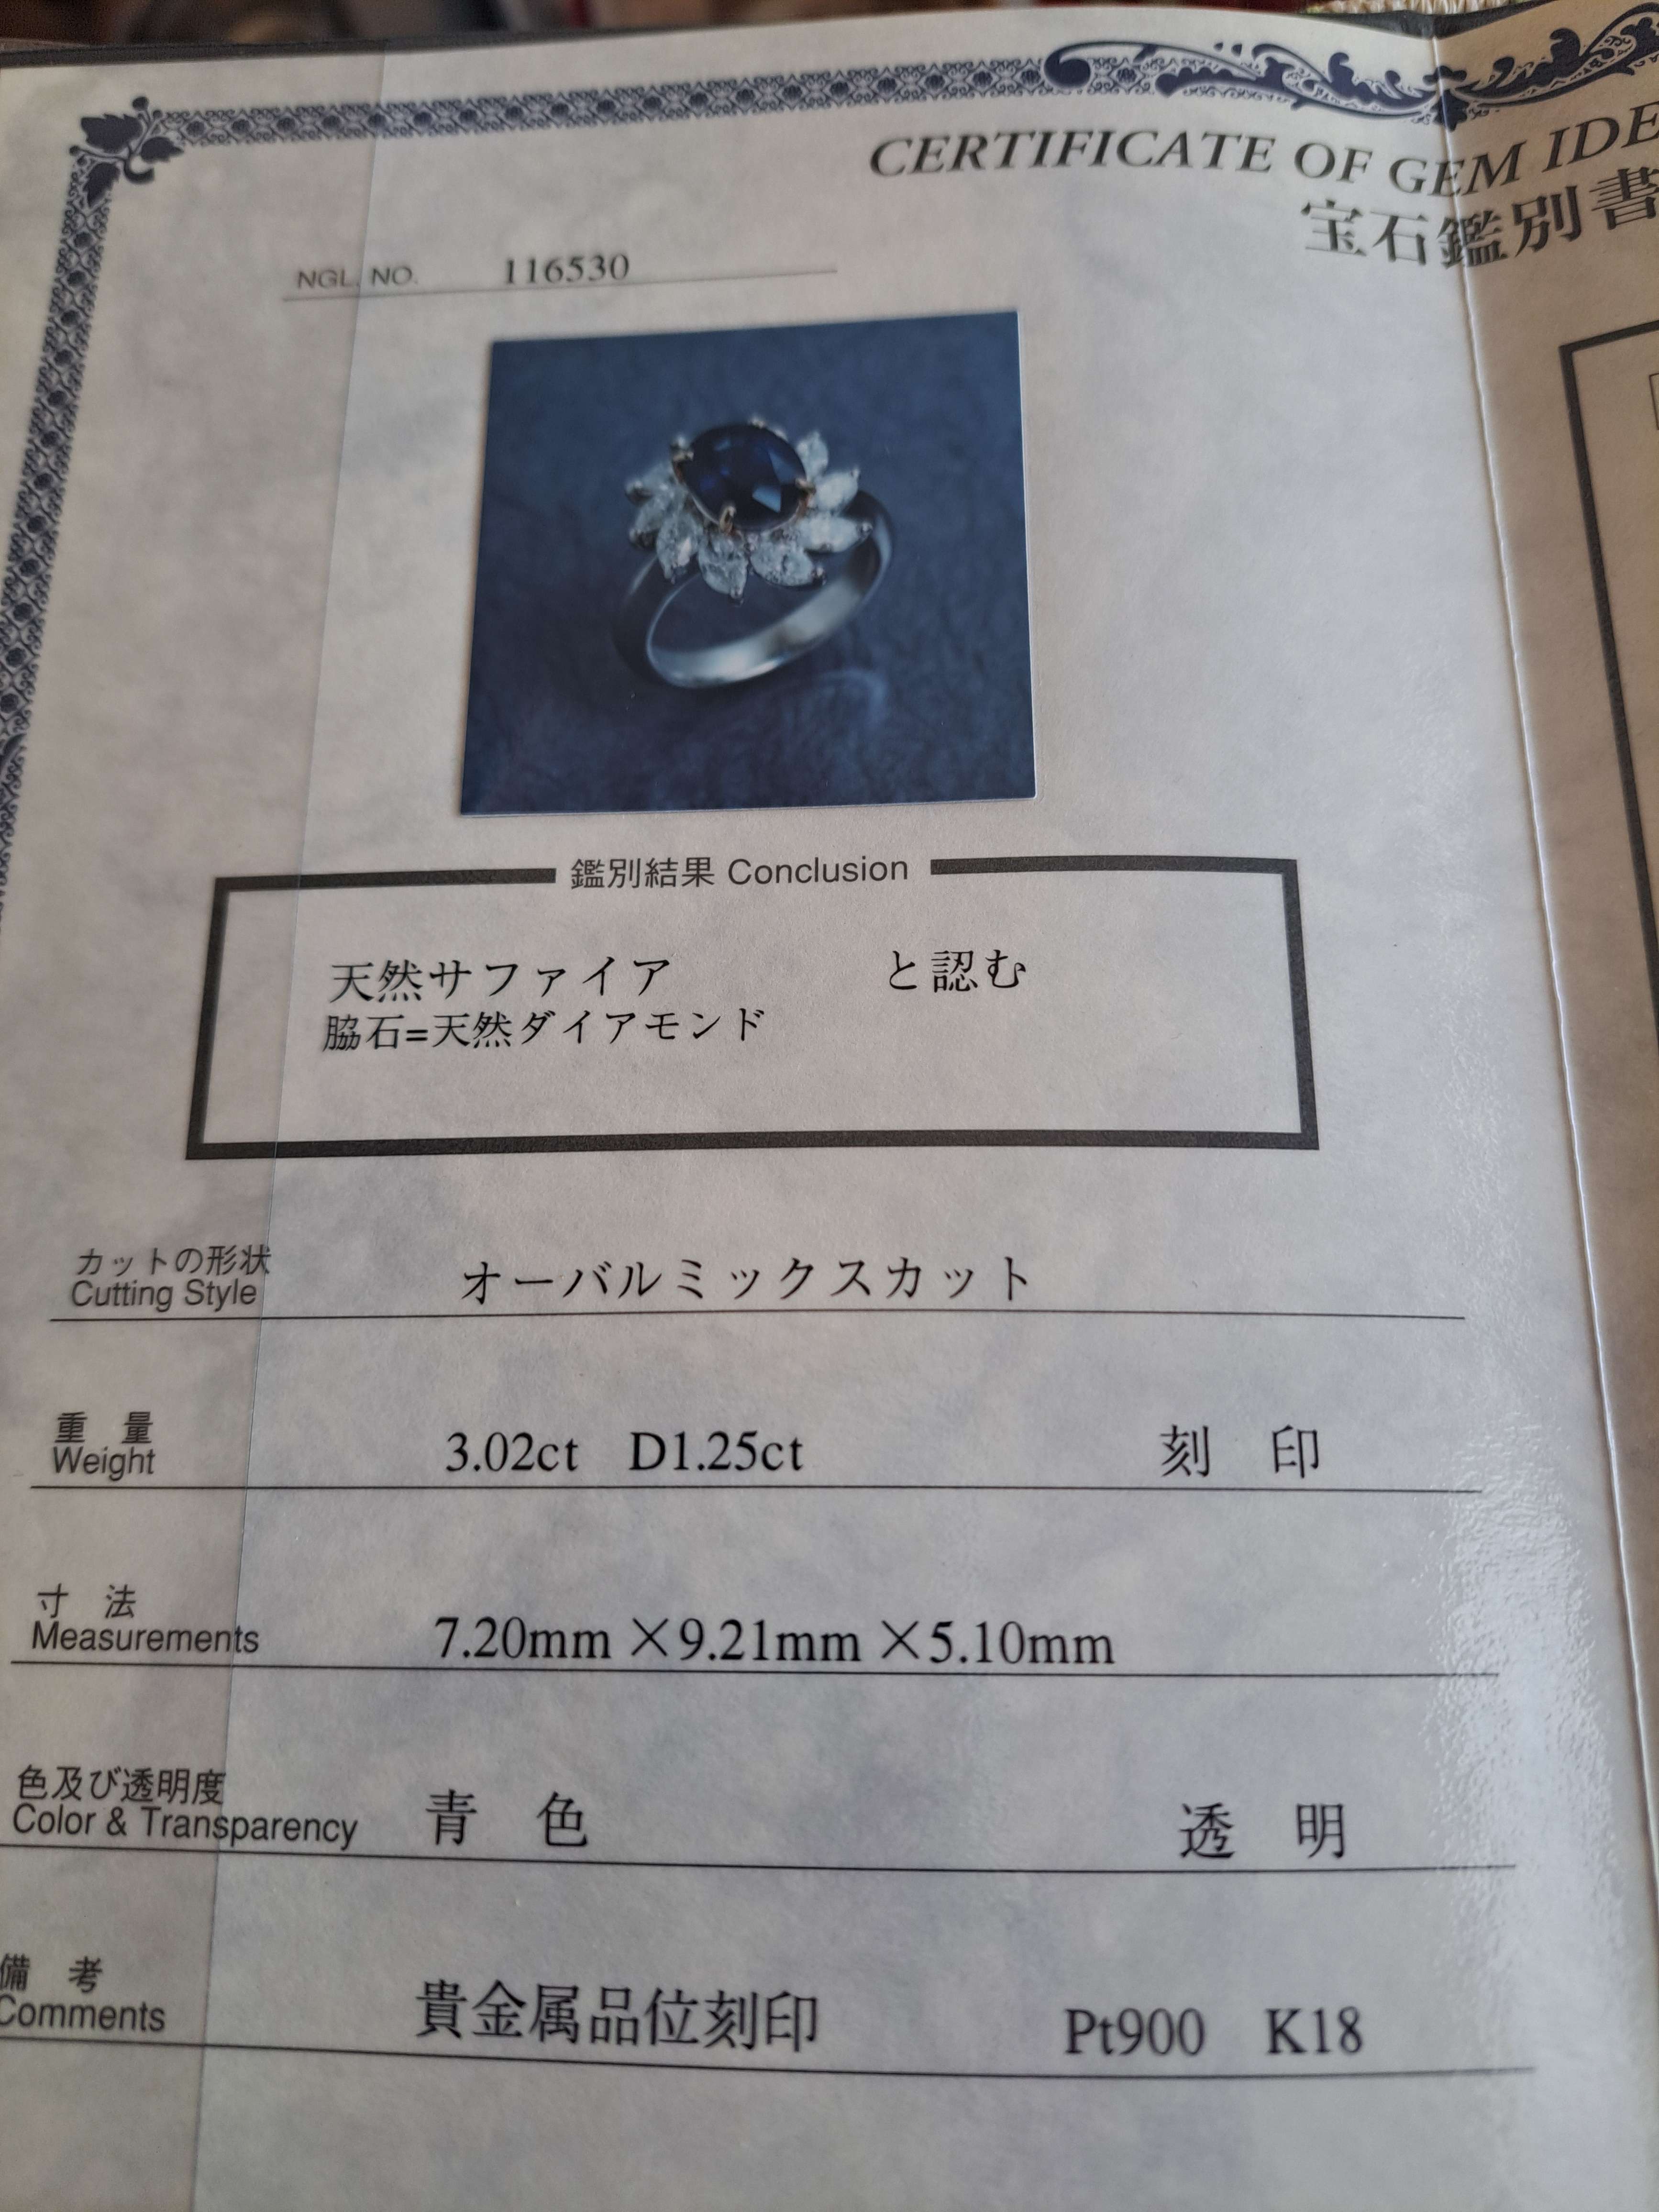 CERTIFICATE OF GEM IDE
宝石鑑別書
NGL. NO. 116530
鑑別結果 Conclusion
天然サファイア と認む
脇石=天然ダイアモンド
カットの形状
Cutting Style オーバルミックスカット
重 量
Weight 3.02ct D1.25ct 刻 印
寸 法
Measurements 7.20mm ×9.21mm ×5.10mm
色及び透明度
Color & Transparency 青 色 透 明
備 考
Comments 貴金属品位刻印 Pt900 K18